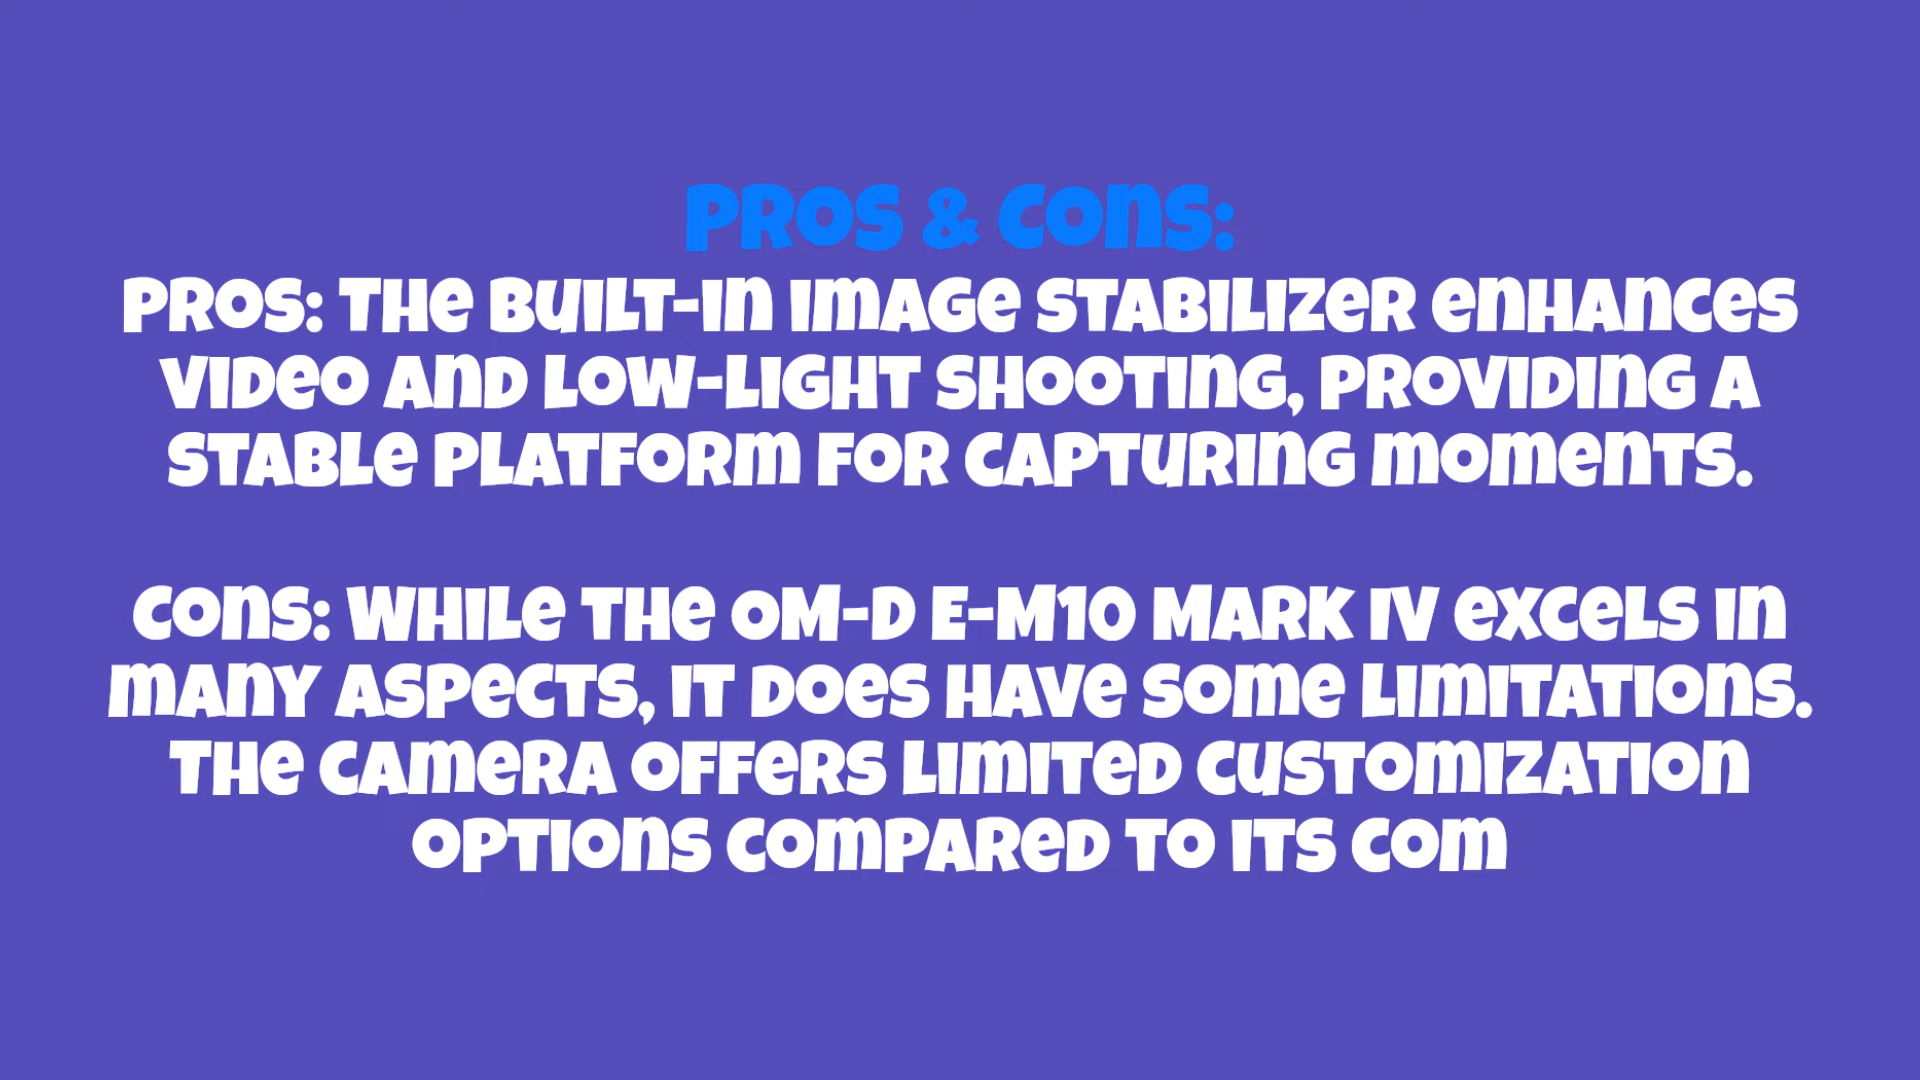 PROS & CONS:
PROS: THE BUILT-IN IMAGE STABILIZER ENHANCES
VIDEO AND LOW-LIGHT SHOOTING, PROVIDING A
STABLE PLATFORM FOR CAPTURING MOMENTS.
CONS: WHILE THE OM-D E-M10 MARK IV EXCELS IN
MANY ASPECTS, IT DOES HAVE SOME LIMITATIONS.
THE CAMERA OFFERS LIMITED CUSTOMIZATION
OPTIONS COMPARED TO ITS COM